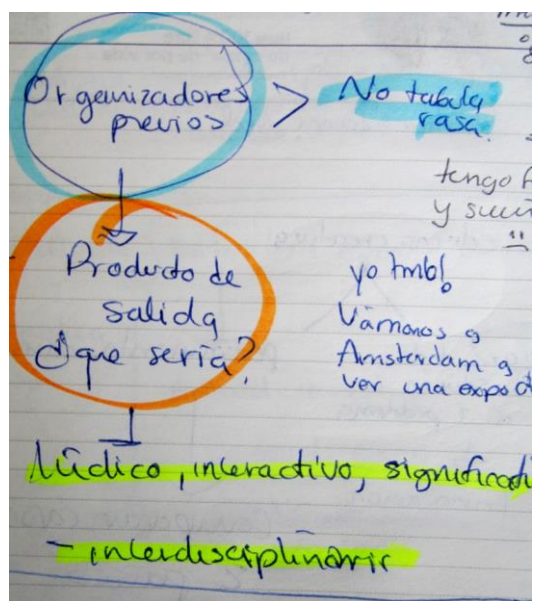 Organizadores
previos
> No tabula
rasa.
tengo
y
Producto de
salida
¿que sería?
yo tmb!
Vámonos a
Amsterdam a
ver una expo
Lúdico, interactivo, significati
- interdisciplinario